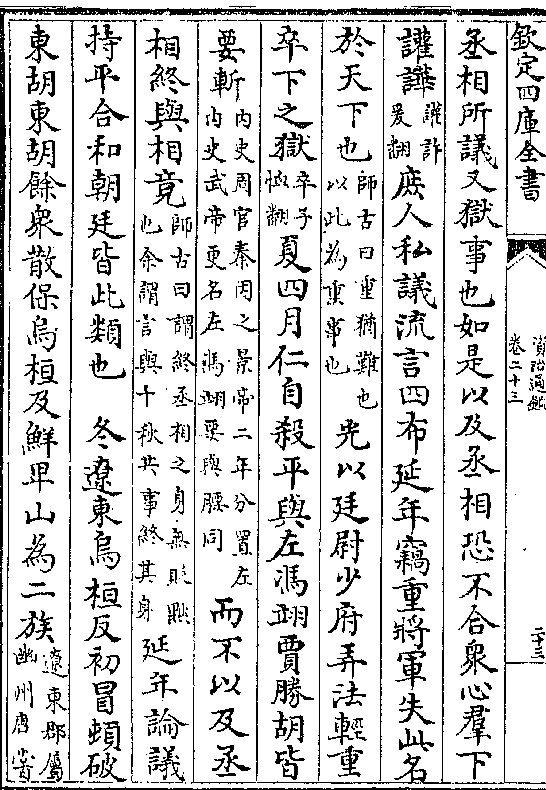 欽定四庫全書
資治通鑑
卷二十三
二十三
丞相所議又獄事也如是以及丞相恐不合衆心羣下
讙譁讙許爰翻庶人私議流言四布延年竊重將軍失此名
於天下也師古曰重猶難也以此為重事也光以廷尉少府弄法輕重
卒下之獄卒子恤翻夏四月仁自殺平與左馮翊賈勝胡皆
要斬内史周官秦因之景帝二年分置左内史武帝更名左馮翊要與腰同而不以及丞
相終與相竟師古曰謂終丞相之身無貶黜也余謂言與千秋共事終其身延年論議
持平合和朝廷皆此類也　冬遼東烏桓反初冒頓破
東胡東胡餘衆散保烏桓及鮮卑山為二族遼東郡屬幽州唐省